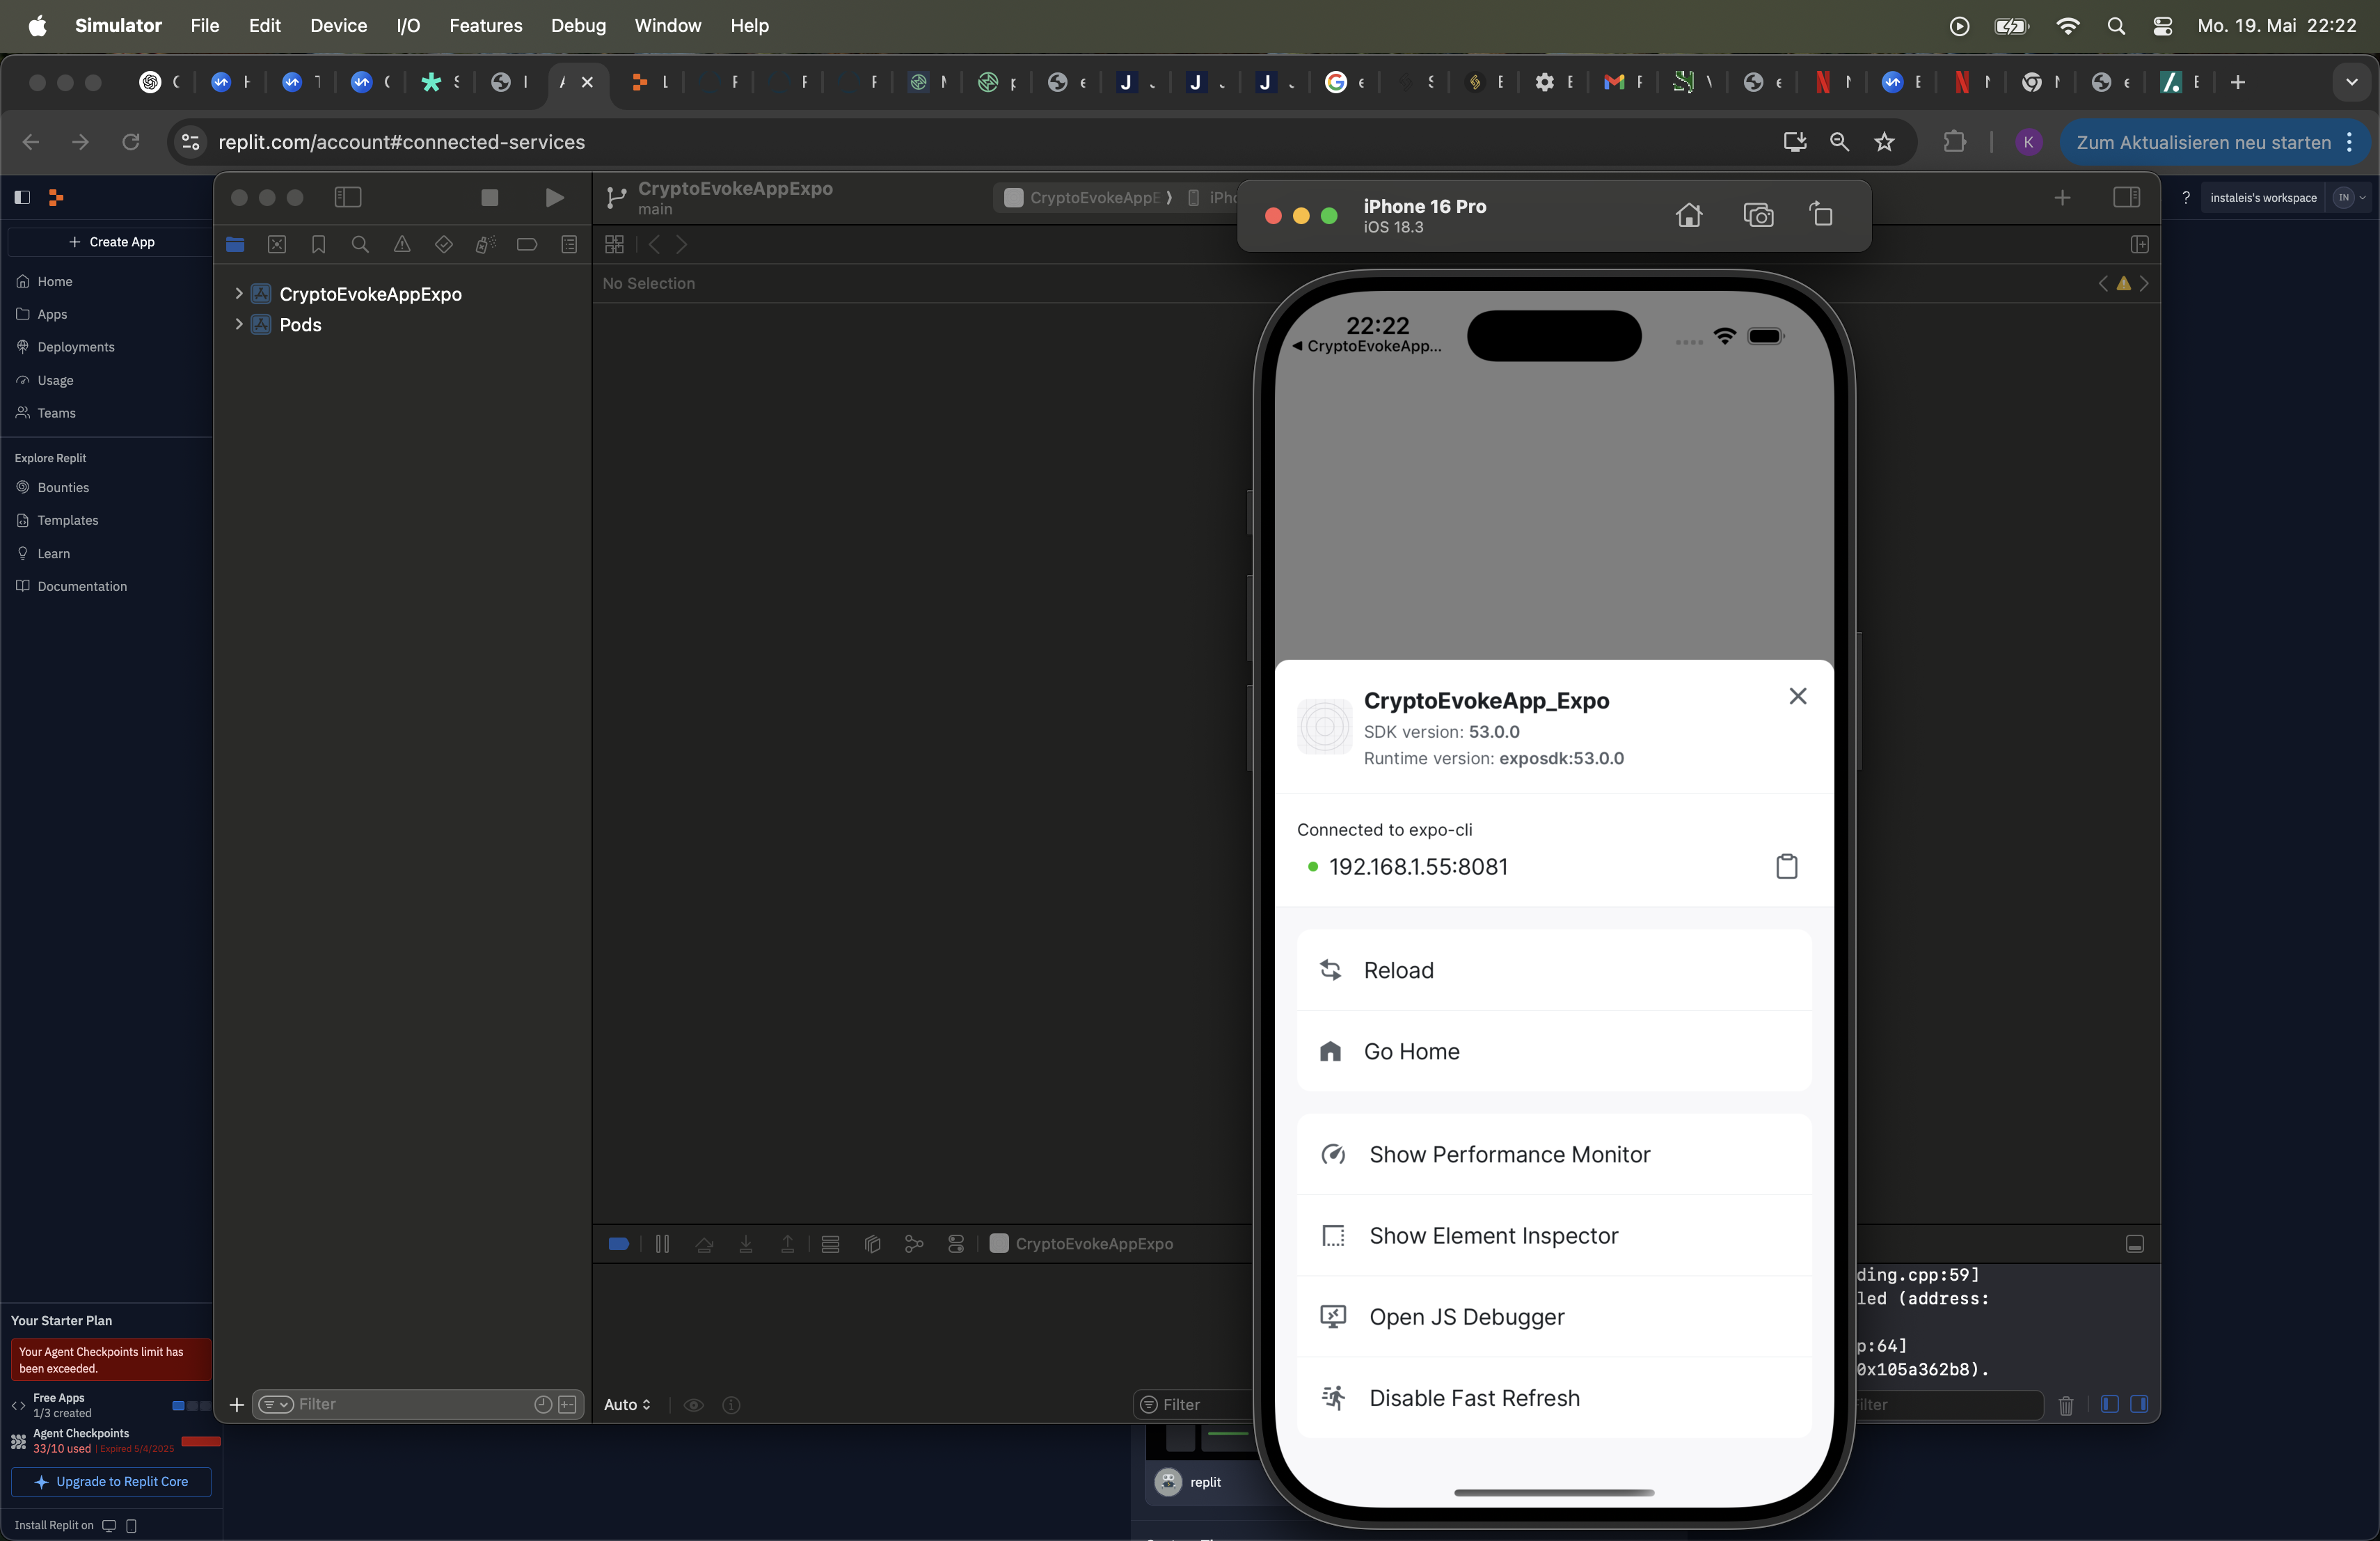 Simulator File Edit Device I/O Features Debug Window Help
Mo. 19. Mai 22:22
replit.com/account#connected-services
K
Zum Aktualisieren neu starten
Create App
Home
Apps
Deployments
Usage
Teams
Explore Replit
Bounties
Templates
Learn
Documentation
Your Starter Plan
Your Agent Checkpoints limit has
been exceeded.
Free Apps
1/3 created
Agent Checkpoints
33/10 used | Expired 5/4/2025
Upgrade to Replit Core
Install Replit on
CryptoEvokeAppExpo
main
CryptoEvokeAppE
CryptoEvokeAppExpo
Pods
No Selection
Filter
Auto
CryptoEvokeAppExpo
Filter
replit
iPhone 16 Pro
iOS 18.3
22:22
CryptoEvokeApp...
CryptoEvokeApp_Expo
SDK version: 53.0.0
Runtime version: exposdk:53.0.0
Connected to expo-cli
192.168.1.55:8081
Reload
Go Home
Show Performance Monitor
Show Element Inspector
Open JS Debugger
Disable Fast Refresh
ding.cpp:59]
led (address:
p:64]
0x105a362b8).
? instaleis's workspace IN